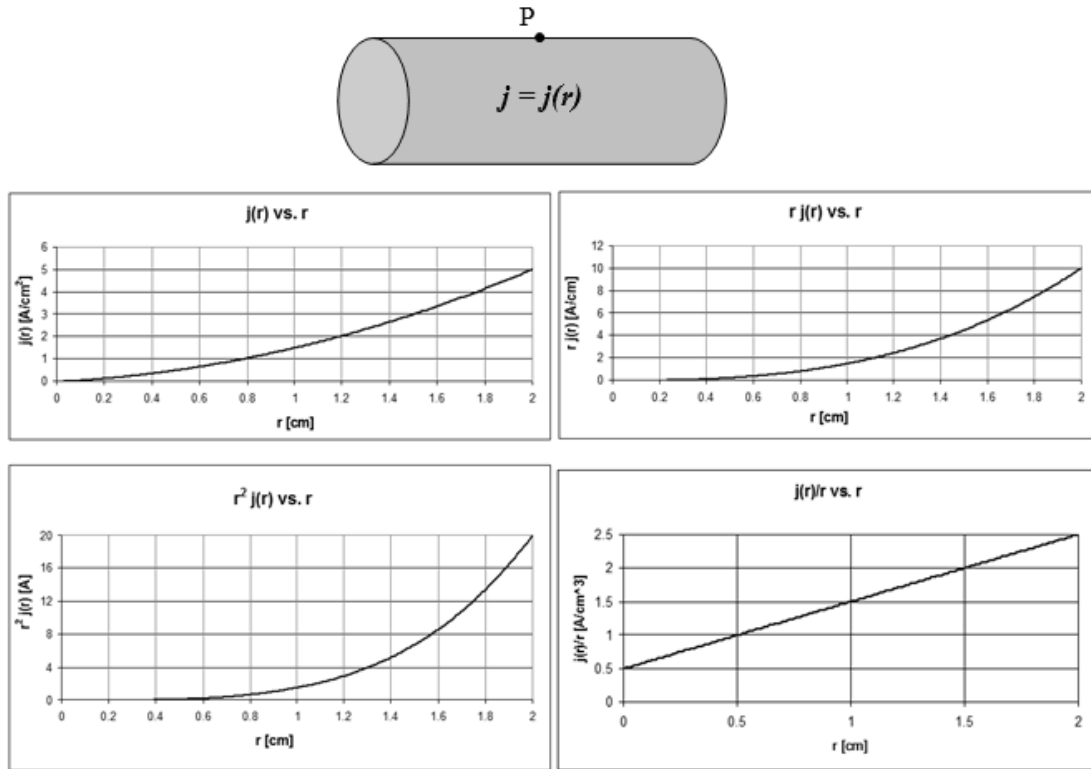 P
j = j(r)
j(r) vs. r
j(r) [A/cm²]
6
5
4
3
2
1
0
0 0.2 0.4 0.6 0.8 1 1.2 1.4 1.6 1.8 2
r [cm]
r j(r) vs. r
r j(r) [A/cm]
12
10
8
6
4
2
0
0 0.2 0.4 0.6 0.8 1 1.2 1.4 1.6 1.8 2
r [cm]
r² j(r) vs. r
r² j(r) [A]
20
16
12
8
4
0
0 0.2 0.4 0.6 0.8 1 1.2 1.4 1.6 1.8 2
r [cm]
j(r)/r vs. r
j(r)/r [A/cm^3]
2.5
2
1.5
1
0.5
0
0 0.5 1 1.5 2
r [cm]